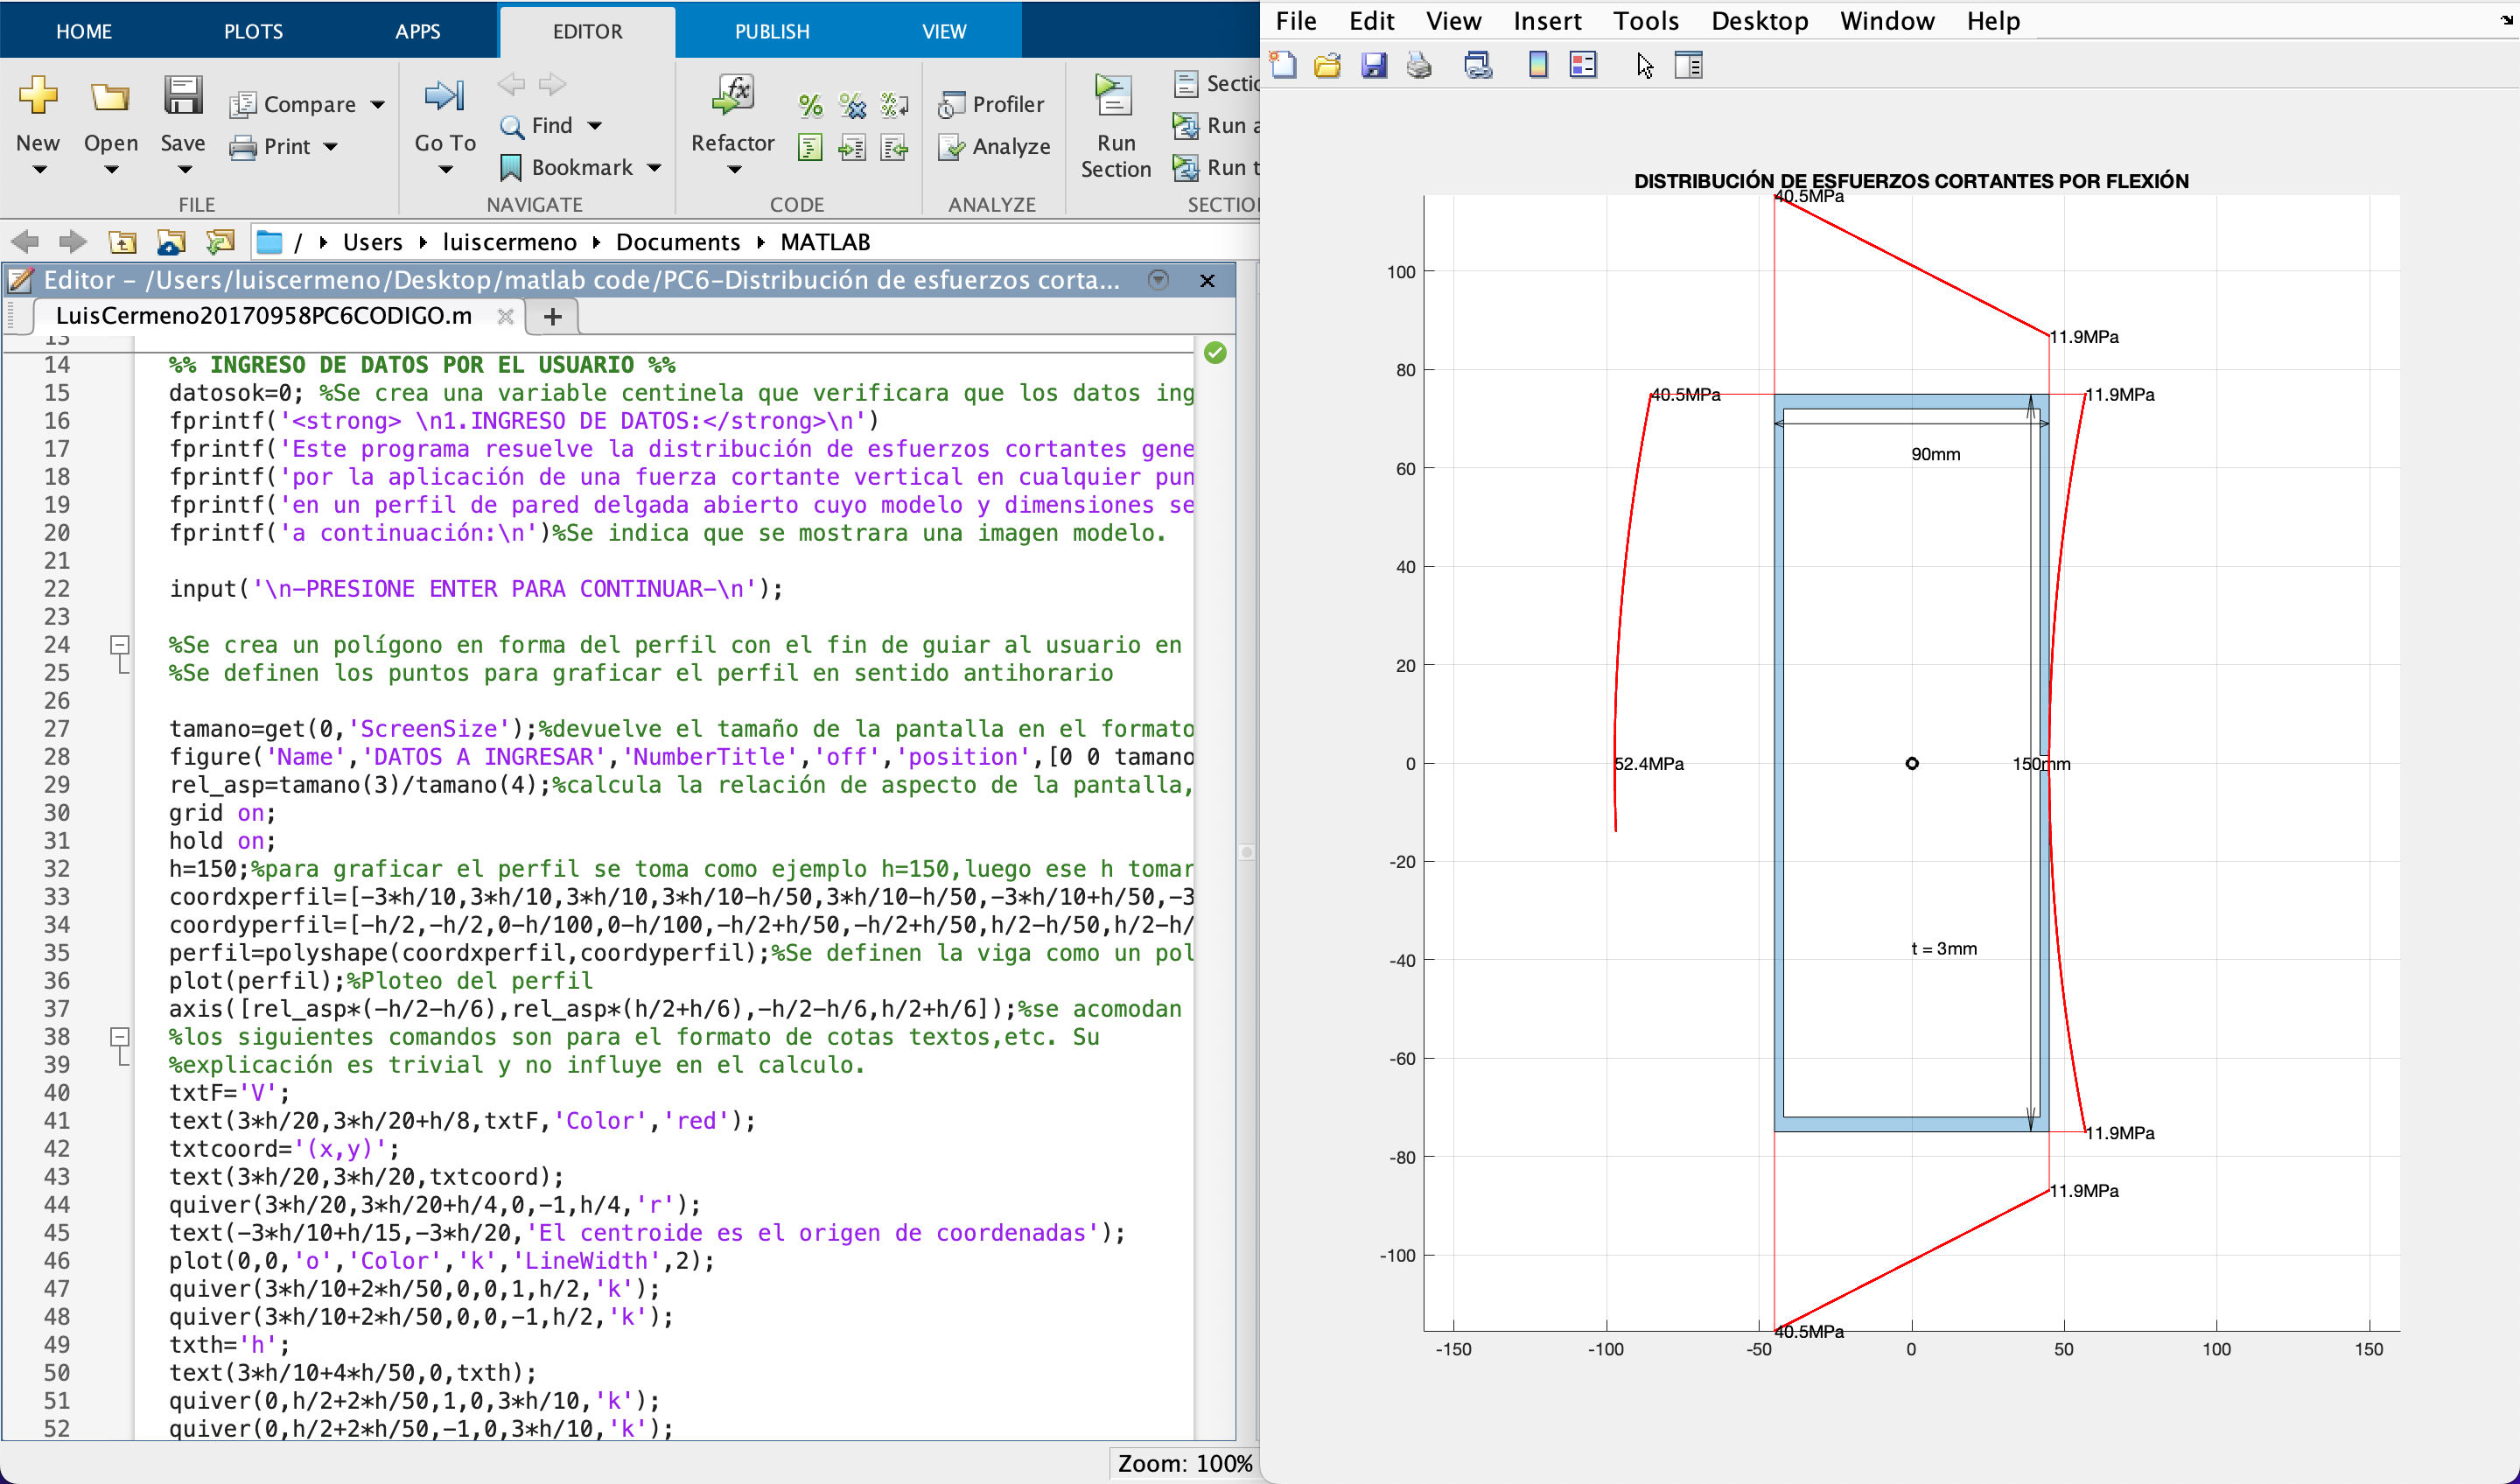 HOME PLOTS APPS EDITOR PUBLISH VIEW
New Open Save Compare Print
FILE
Go To Find Bookmark
NAVIGATE
Refactor
CODE
Profiler
Analyze
ANALYZE
Run Section
Run
Run
/ Users luiscermeno Documents MATLAB
Editor – /Users/luiscermeno/Desktop/matlab code/PC6–Distribución de esfuerzos corta...
LuisCermeno20170958PC6CODIGO.m
13
14 %% INGRESO DE DATOS POR EL USUARIO %%
15 datosok=0; %Se crea una variable centinela que verificara que los datos ing
16 fprintf('<strong> \n1.INGRESO DE DATOS:</strong>\n')
17 fprintf('Este programa resuelve la distribución de esfuerzos cortantes gene
18 fprintf('por la aplicación de una fuerza cortante vertical en cualquier pun
19 fprintf('en un perfil de pared delgada abierto cuyo modelo y dimensiones se
20 fprintf('a continuación:\n')%Se indica que se mostrara una imagen modelo.
21
22 input('\n–PRESIONE ENTER PARA CONTINUAR–\n');
23
24 %Se crea un polígono en forma del perfil con el fin de guiar al usuario en
25 %Se definen los puntos para graficar el perfil en sentido antihorario
26
27 tamano=get(0,'ScreenSize');%devuelve el tamaño de la pantalla en el formato
28 figure('Name','DATOS A INGRESAR','NumberTitle','off','position',[0 0 tamano
29 rel_asp=tamano(3)/tamano(4);%calcula la relación de aspecto de la pantalla,
30 grid on;
31 hold on;
32 h=150;%para graficar el perfil se toma como ejemplo h=150,luego ese h tomar
33 coordxperfil=[-3*h/10,3*h/10,3*h/10,3*h/10-h/50,3*h/10-h/50,-3*h/10+h/50,-3
34 coordyperfil=[-h/2,-h/2,0-h/100,0-h/100,-h/2+h/50,-h/2+h/50,h/2-h/50,h/2-h/
35 perfil=polyshape(coordxperfil,coordyperfil);%Se definen la viga como un pol
36 plot(perfil);%Ploteo del perfil
37 axis([rel_asp*(-h/2-h/6),rel_asp*(h/2+h/6),-h/2-h/6,h/2+h/6]);%se acomodan
38 %los siguientes comandos son para el formato de cotas textos,etc. Su
39 %explicación es trivial y no influye en el calculo.
40 txtF='V';
41 text(3*h/20,3*h/20+h/8,txtF,'Color','red');
42 txtcoord='(x,y)';
43 text(3*h/20,3*h/20,txtcoord);
44 quiver(3*h/20,3*h/20+h/4,0,-1,h/4,'r');
45 text(-3*h/10+h/15,-3*h/20,'El centroide es el origen de coordenadas');
46 plot(0,0,'o','Color','k','LineWidth',2);
47 quiver(3*h/10+2*h/50,0,0,1,h/2,'k');
48 quiver(3*h/10+2*h/50,0,0,-1,h/2,'k');
49 txth='h';
50 text(3*h/10+4*h/50,0,txth);
51 quiver(0,h/2+2*h/50,1,0,3*h/10,'k');
52 quiver(0,h/2+2*h/50,-1,0,3*h/10,'k');
Zoom: 100%
File Edit View Insert Tools Desktop Window Help
DISTRIBUCIÓN DE ESFUERZOS CORTANTES POR FLEXIÓN
40.5MPa
100
11.9MPa
80
40.5MPa 11.9MPa
90mm
60
40
20
0
52.4MPa 150mm
-20
t = 3mm
-40
-60
11.9MPa
-80
11.9MPa
-100
40.5MPa
-150 -100 -50 0 50 100 150